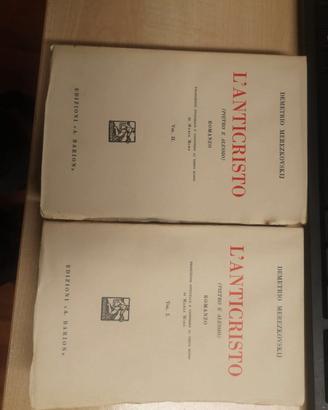 DEMETRIO MEREZKOVSKIJ
L'ANTICRISTO
(PIETRO E ALESSIO)
ROMANZO
VOL. II.
EDIZIONI «A. BARION»
DEMETRIO MEREZKOVSKIJ
L'ANTICRISTO
(PIETRO E ALESSIO)
ROMANZO
VOL. I.
EDIZIONI «A. BARION»